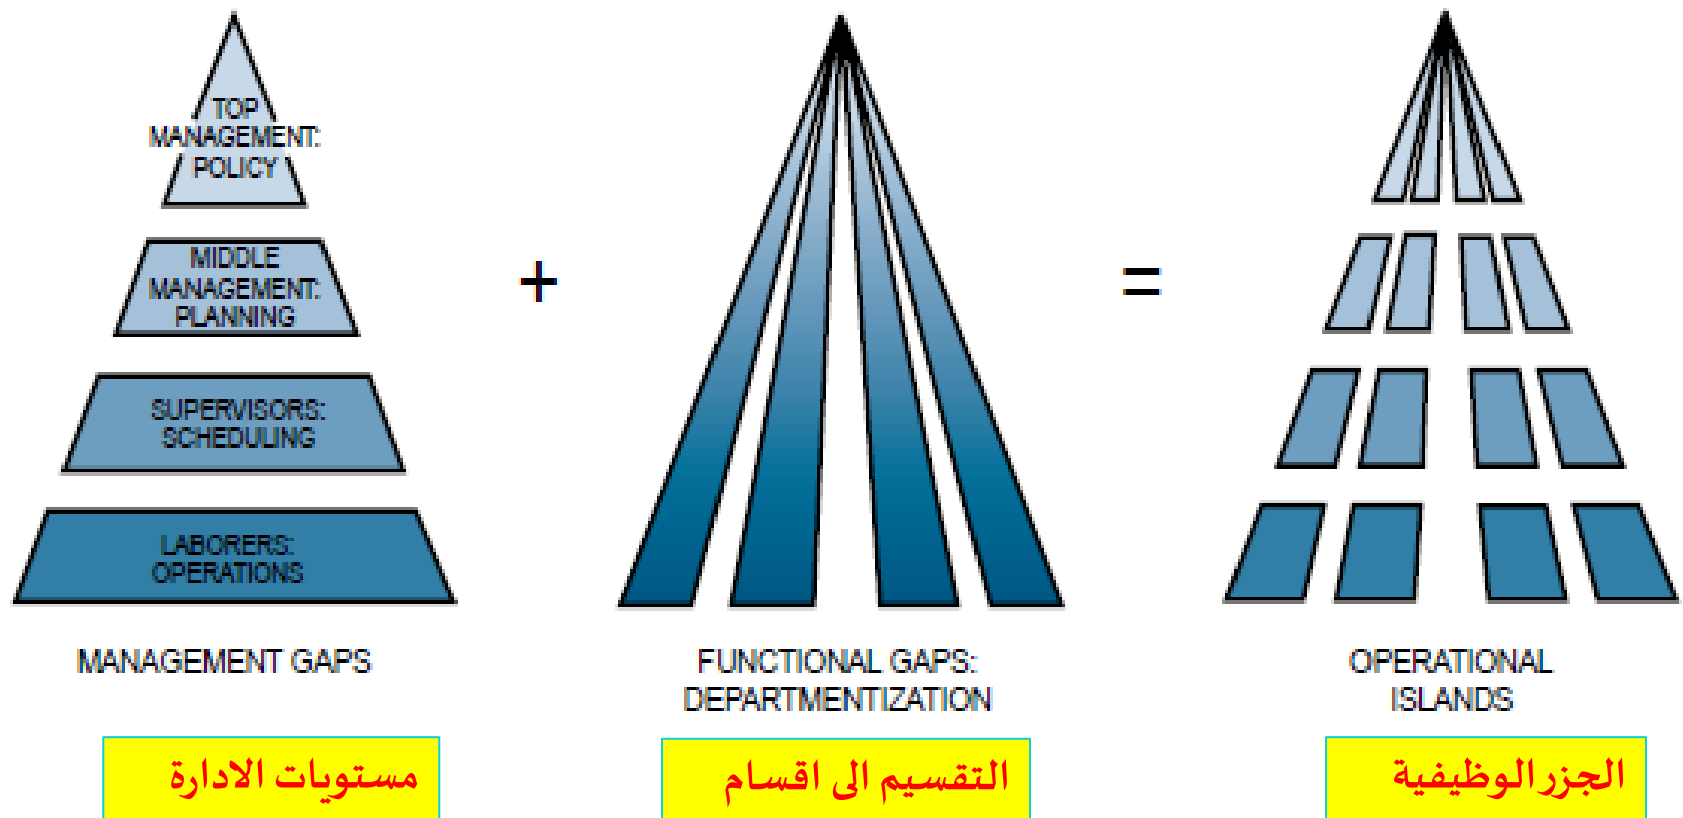 TOP
MANAGEMENT:
POLICY
MIDDLE
MANAGEMENT:
PLANNING
SUPERVISORS:
SCHEDULING
LABORERS:
OPERATIONS
+
=
MANAGEMENT GAPS
FUNCTIONAL GAPS:
DEPARTMENTIZATION
OPERATIONAL
ISLANDS
مستويات الادارة
التقسيم الى اقسام
الجزر الوظيفية